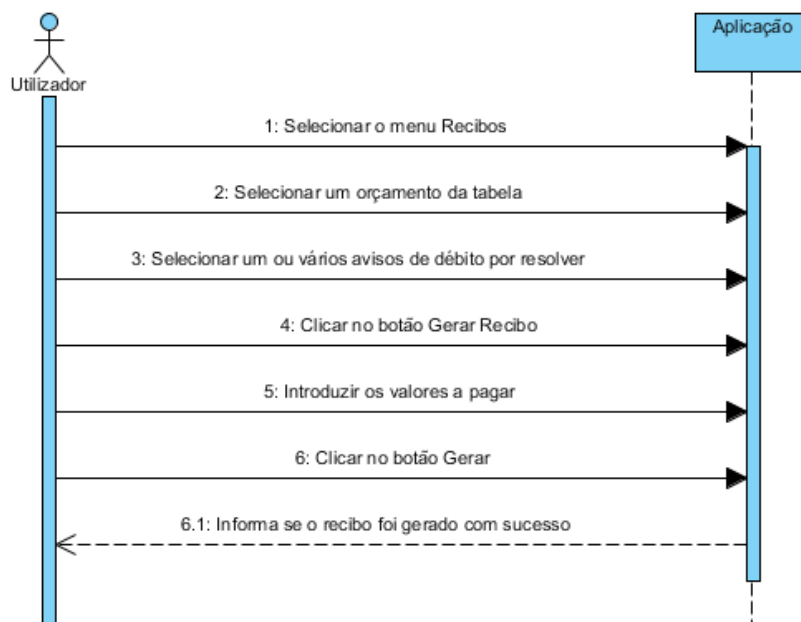 Aplicação
Utilizador
1: Selecionar o menu Recibos
2: Selecionar um orçamento da tabela
3: Selecionar um ou vários avisos de débito por resolver
4: Clicar no botão Gerar Recibo
5: Introduzir os valores a pagar
6: Clicar no botão Gerar
6.1: Informa se o recibo foi gerado com sucesso